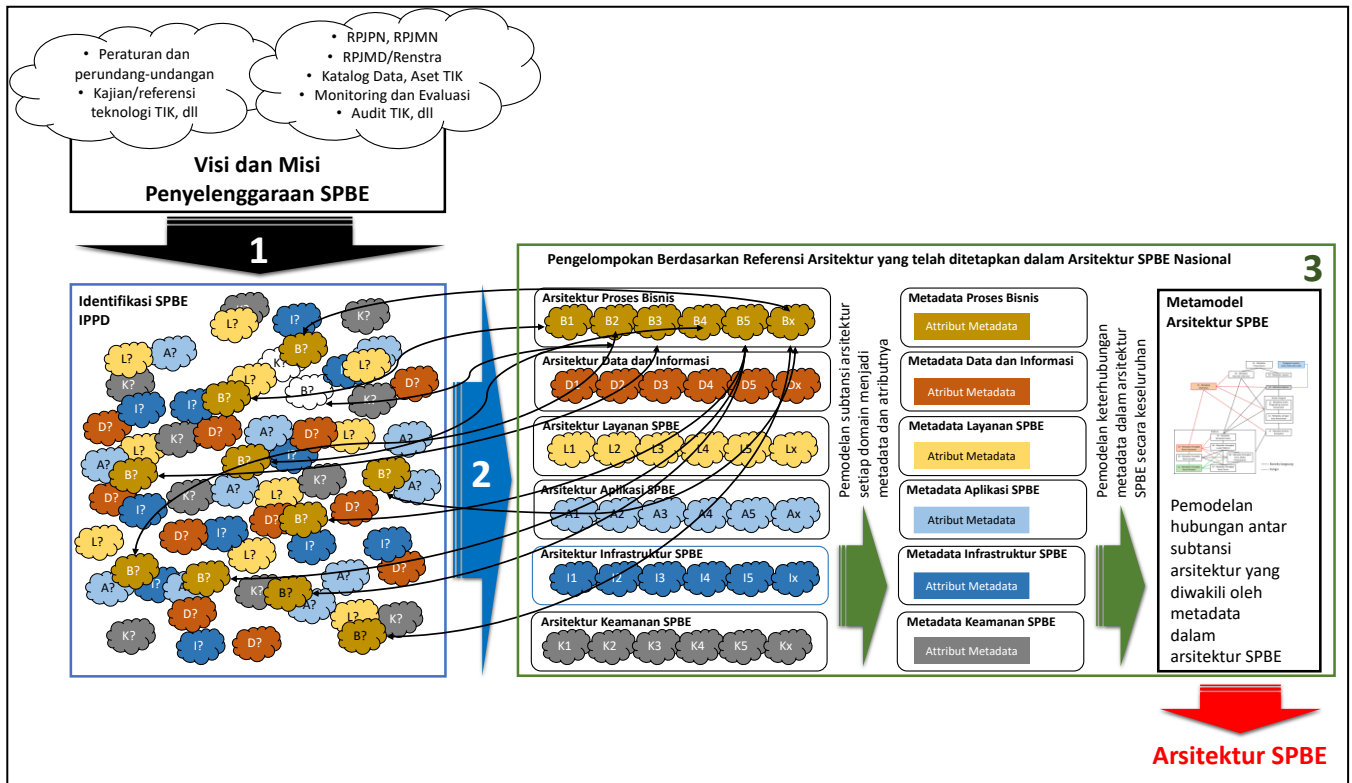 • Peraturan dan
perundang-undangan
• Kajian/referensi
teknologi TIK, dll
• RPJPN, RPJMN
• RPJMD/Renstra
• Katalog Data, Aset TIK
• Monitoring dan Evaluasi
• Audit TIK, dll
Visi dan Misi
Penyelenggaraan SPBE
1
Identifikasi SPBE
IPPD
K?
L?
I?
K?
B?
A?
L?
L?
A?
K?
I?
L?
B?
K?
D?
B?
I?
I?
D?
K?
D?
A?
D?
L?
A?
L?
A?
B?
B?
I?
B?
A?
D?
I?
K?
A?
L?
K?
D?
D?
B?
L?
D?
I?
L?
I?
I?
B?
A?
I?
A?
B?
K?
B?
A?
A?
D?
D?
L?
K?
K?
I?
D?
B?
2
Pengelompokan Berdasarkan Referensi Arsitektur yang telah ditetapkan dalam Arsitektur SPBE Nasional
3
Arsitektur Proses Bisnis
B1 B2 B3 B4 B5 Bx
Arsitektur Data dan Informasi
D1 D2 D3 D4 D5 Dx
Arsitektur Layanan SPBE
L1 L2 L3 L4 L5 Lx
Arsitektur Aplikasi SPBE
A1 A2 A3 A4 A5 Ax
Arsitektur Infrastruktur SPBE
I1 I2 I3 I4 I5 Ix
Arsitektur Keamanan SPBE
K1 K2 K3 K4 K5 Kx
Pemodelan subtansi arsitektur
setiap domain menjadi
metadata dan atributnya
Metadata Proses Bisnis
Attribut Metadata
Metadata Data dan Informasi
Atribut Metadata
Metadata Layanan SPBE
Atribut Metadata
Metadata Aplikasi SPBE
Atribut Metadata
Metadata Infrastruktur SPBE
Attribut Metadata
Metadata Keamanan SPBE
Attribut Metadata
Pemodelan keterhubungan
metadata dalam arsitektur
SPBE secara keseluruhan
Metamodel
Arsitektur SPBE
Pemodelan
hubungan antar
subtansi
arsitektur yang
diwakili oleh
metadata
dalam
arsitektur SPBE
Arsitektur SPBE